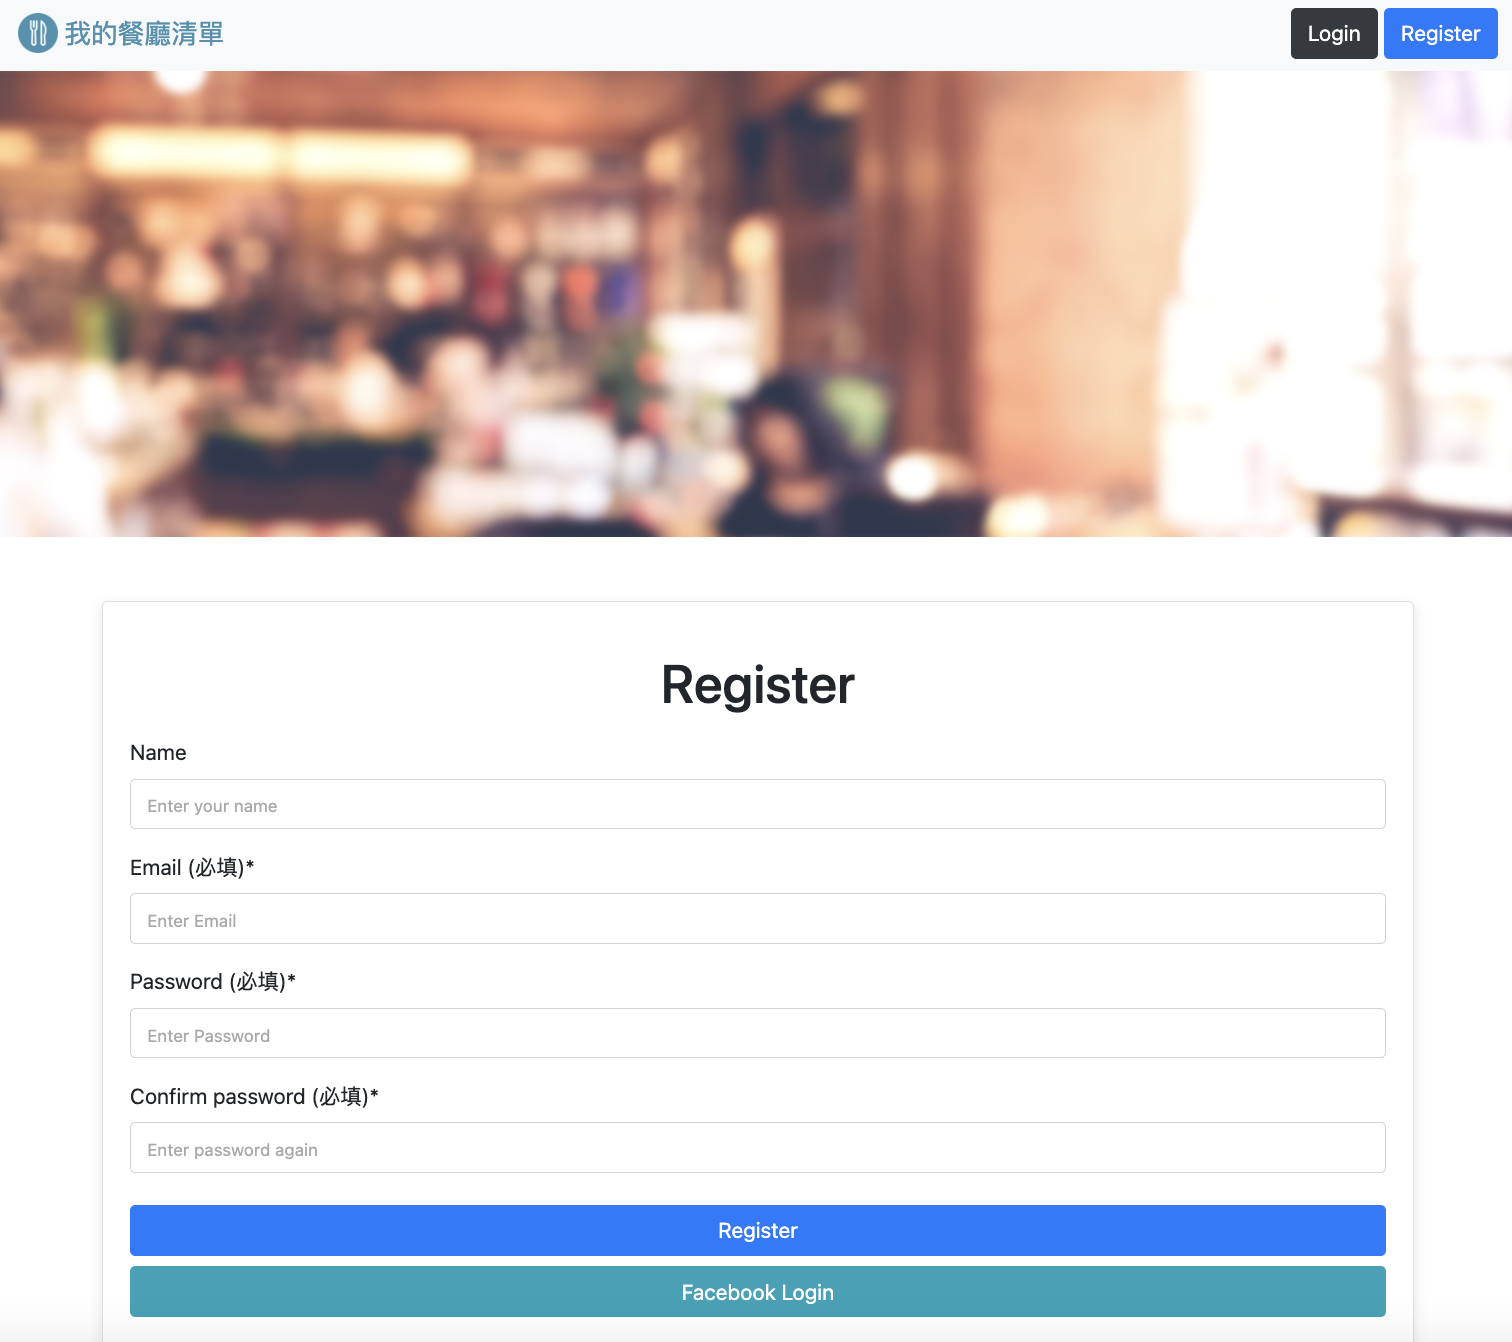 我的餐廳清單
Login
Register
Register
Name
Enter your name
Email (必填)*
Enter Email
Password (必填)*
Enter Password
Confirm password (必填)*
Enter password again
Register
Facebook Login